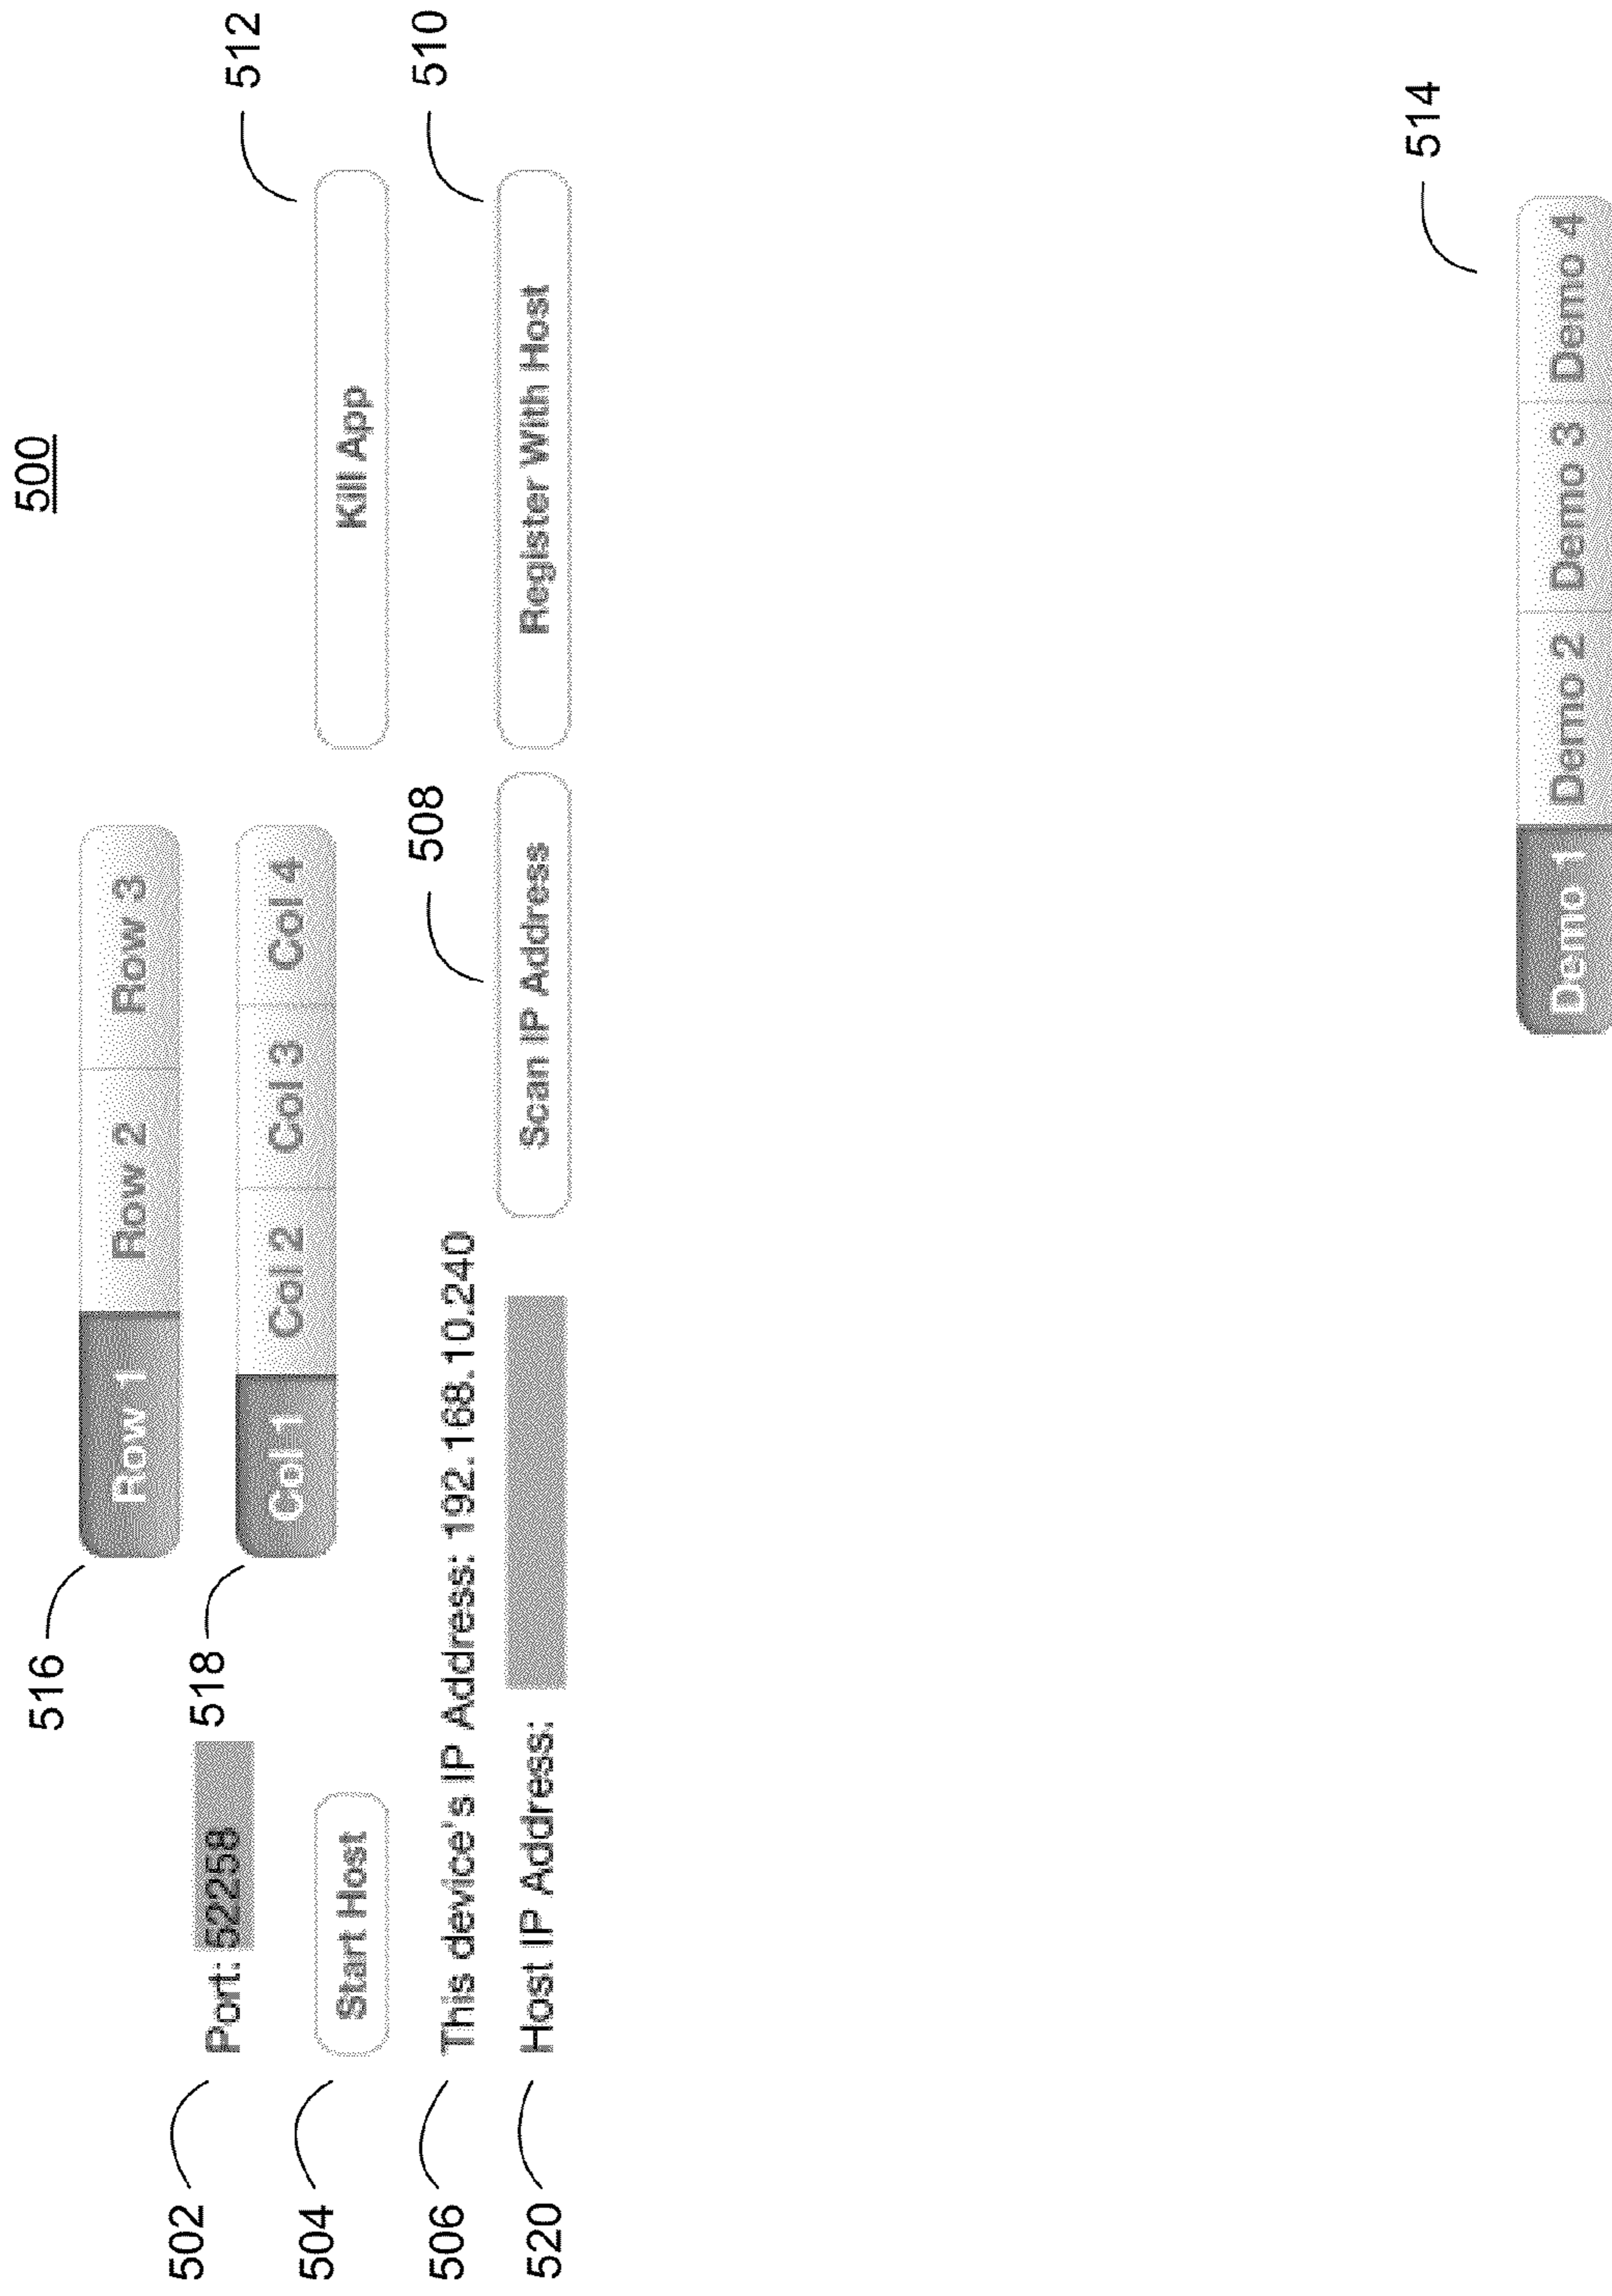 500
516 Row 1 Row 2 Row 3
502 Port: 52258 518 Col 1 Col 2 Col 3 Col 4 512
504 Start Host Kill App
506 This device's IP Address: 192.168.10.240 508 510
520 Host IP Address: Scan IP Address Register With Host
514
Demo 1 Demo 2 Demo 3 Demo 4